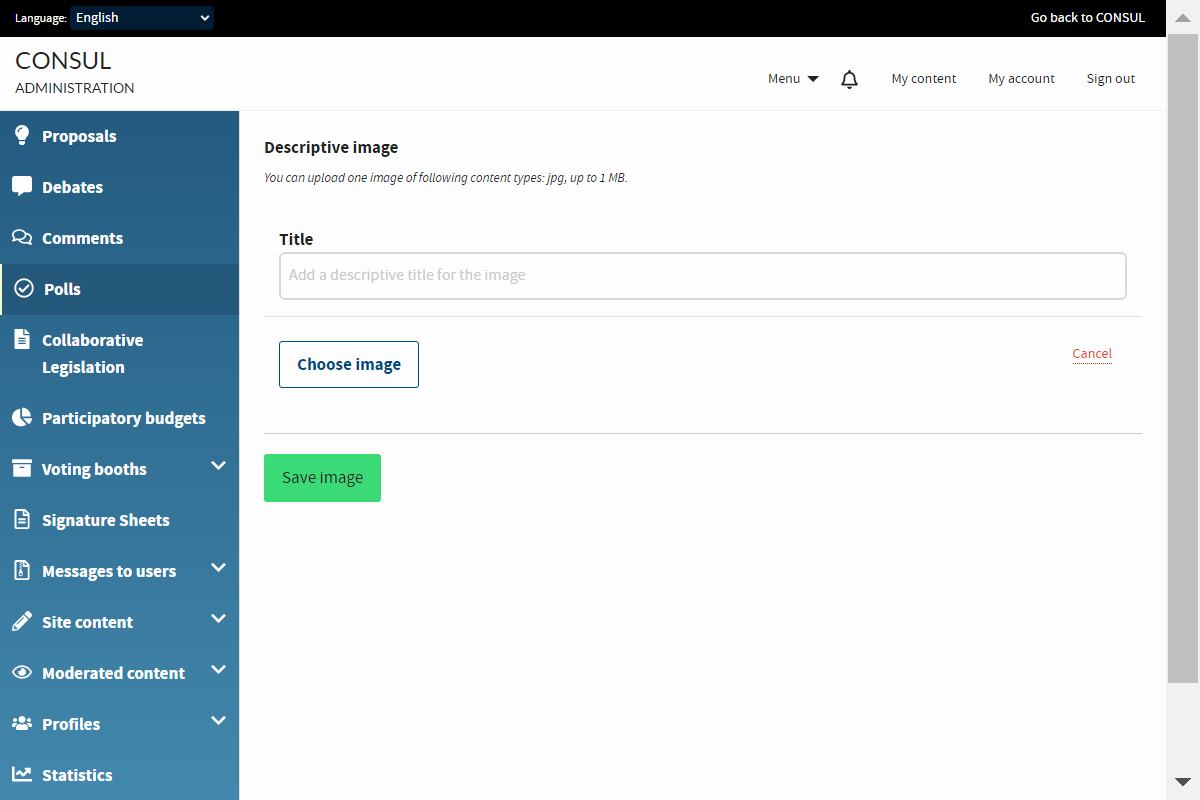 Language: English
Go back to CONSUL
CONSUL
ADMINISTRATION
Menu
My content
My account
Sign out
Proposals
Debates
Comments
Polls
Collaborative
Legislation
Participatory budgets
Voting booths
Signature Sheets
Messages to users
Site content
Moderated content
Profiles
Statistics
Descriptive image
You can upload one image of following content types: jpg, up to 1 MB.
Title
Add a descriptive title for the image
Choose image
Cancel
Save image